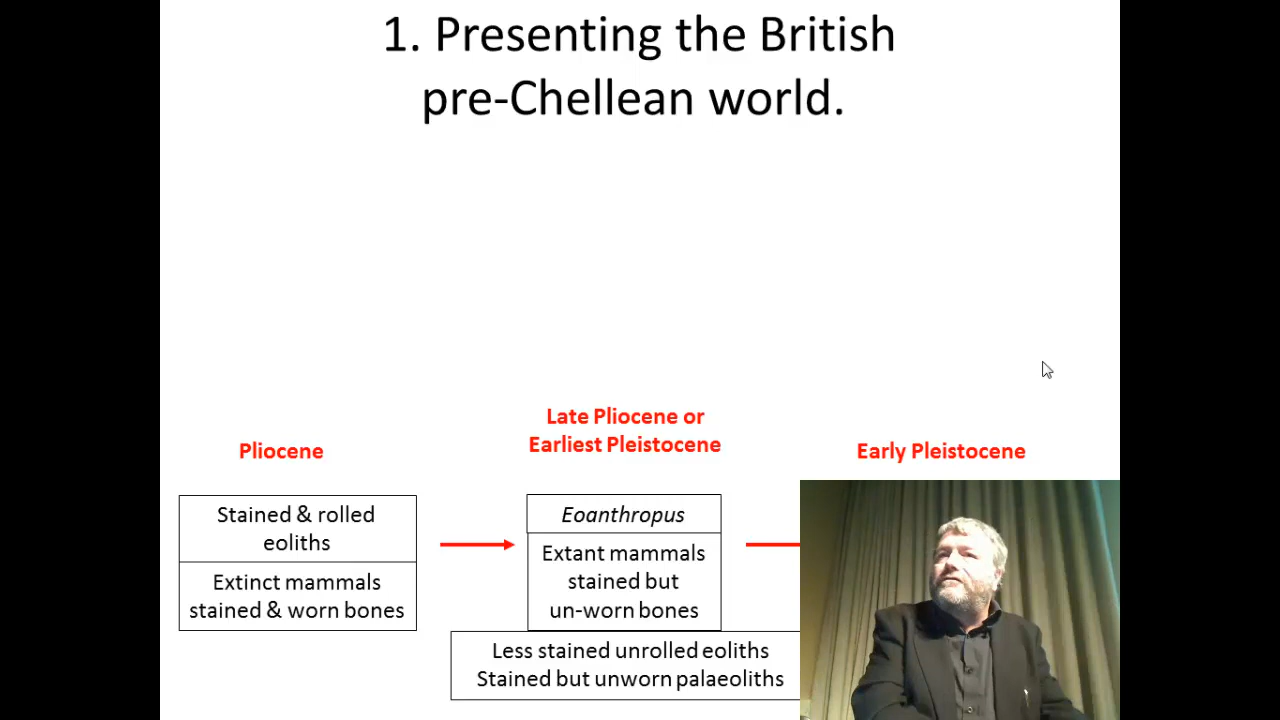 1. Presenting the British
pre-Chellean world.
Late Pliocene or
Earliest Pleistocene
Pliocene
Early Pleistocene
Stained & rolled
eoliths
Extinct mammals
stained & worn bones
Eoanthropus
Extant mammals
stained but
un-worn bones
Less stained unrolled eoliths
Stained but unworn palaeoliths